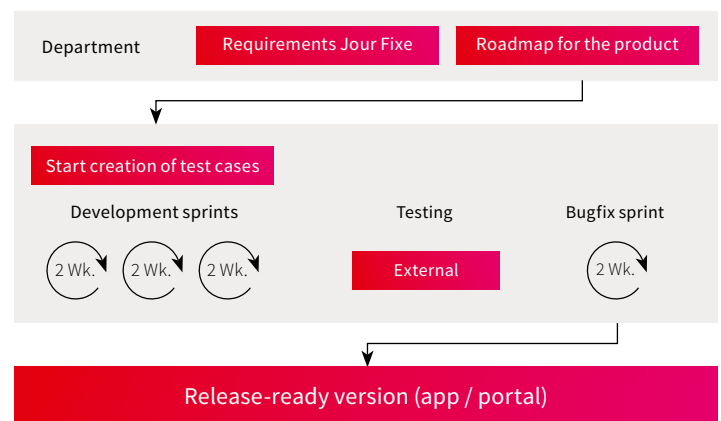 Department
Requirements Jour Fixe
Roadmap for the product
Start creation of test cases
Development sprints
Testing
Bugfix sprint
2 Wk.
2 Wk.
2 Wk.
External
2 Wk.
Release-ready version (app / portal)